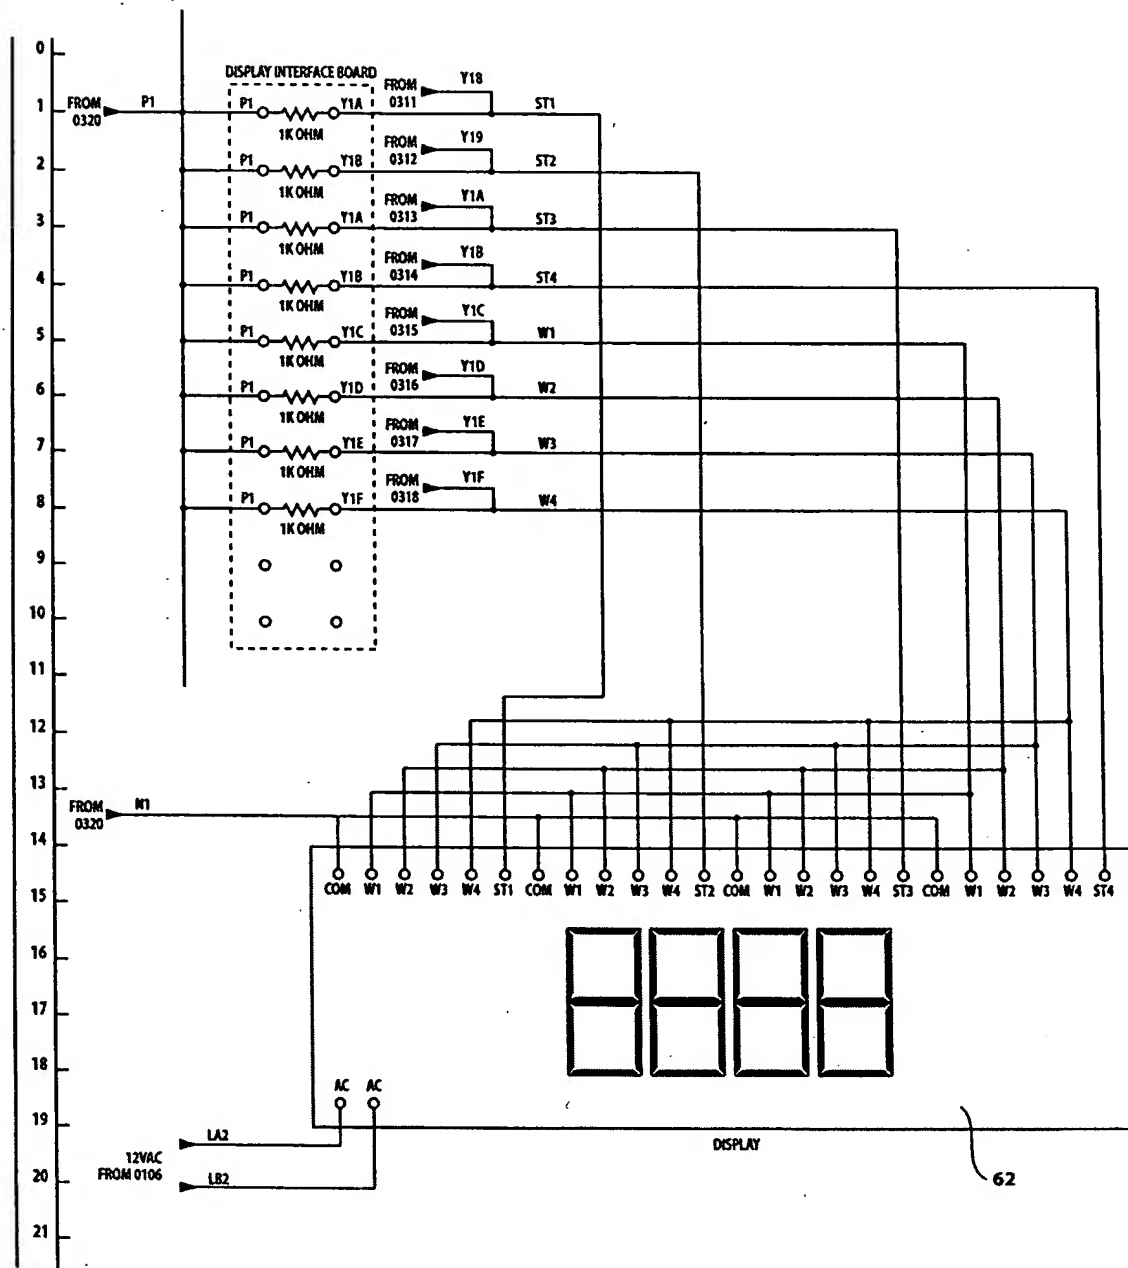 0
DISPLAY INTERFACE BOARD
FROM 0311 Y18
1 FROM 0320 P1 P1 Y1A ST1
1K OHM
FROM 0312 Y19
2 P1 Y1B ST2
1K OHM
FROM 0313 Y1A
3 P1 Y1A ST3
1K OHM
FROM 0314 Y1B
4 P1 Y1B ST4
1K OHM
FROM 0315 Y1C
5 P1 Y1C W1
1K OHM
FROM 0316 Y1D
6 P1 Y1D W2
1K OHM
FROM 0317 Y1E
7 P1 Y1E W3
1K OHM
FROM 0318 Y1F
8 P1 Y1F W4
1K OHM
9
10
11
12
13
FROM 0320 N1
14
COM W1 W2 W3 W4 ST1 COM W1 W2 W3 W4 ST2 COM W1 W2 W3 W4 ST3 COM W1 W2 W3 W4 ST4
15
16
8888
17
18
AC AC
19
LA2
DISPLAY
12VAC
FROM 0106
20 LB2
62
21